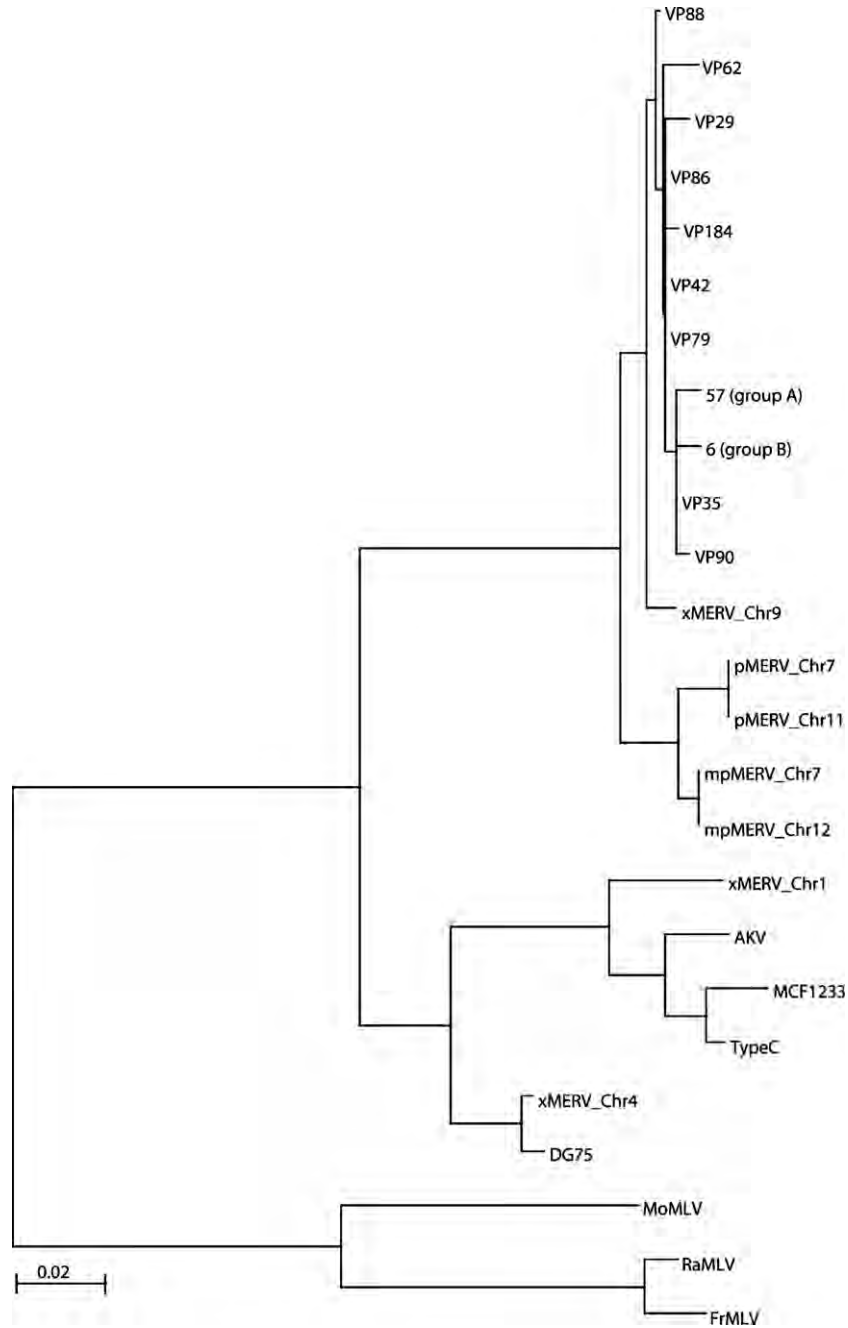 VP88
VP62
VP29
VP86
VP184
VP42
VP79
57 (group A)
6 (group B)
VP35
VP90
xMERV_Chr9
pMERV_Chr7
pMERV_Chr11
mpMERV_Chr7
mpMERV_Chr12
xMERV_Chr1
AKV
MCF1233
TypeC
xMERV_Chr4
DG75
MoMLV
RaMLV
0.02
FrMLV